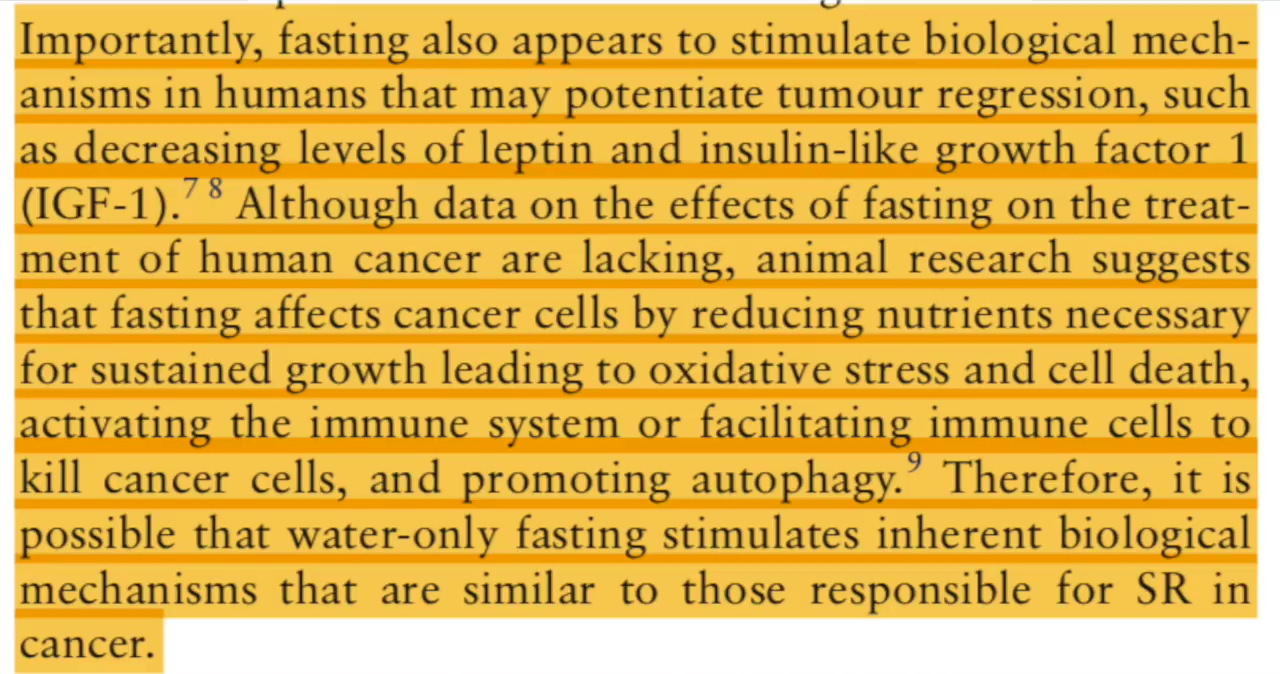 Importantly, fasting also appears to stimulate biological mech-
anisms in humans that may potentiate tumour regression, such
as decreasing levels of leptin and insulin-like growth factor 1
(IGF-1).7 8 Although data on the effects of fasting on the treat-
ment of human cancer are lacking, animal research suggests
that fasting affects cancer cells by reducing nutrients necessary
for sustained growth leading to oxidative stress and cell death,
activating the immune system or facilitating immune cells to
kill cancer cells, and promoting autophagy.9 Therefore, it is
possible that water-only fasting stimulates inherent biological
mechanisms that are similar to those responsible for SR in
cancer.